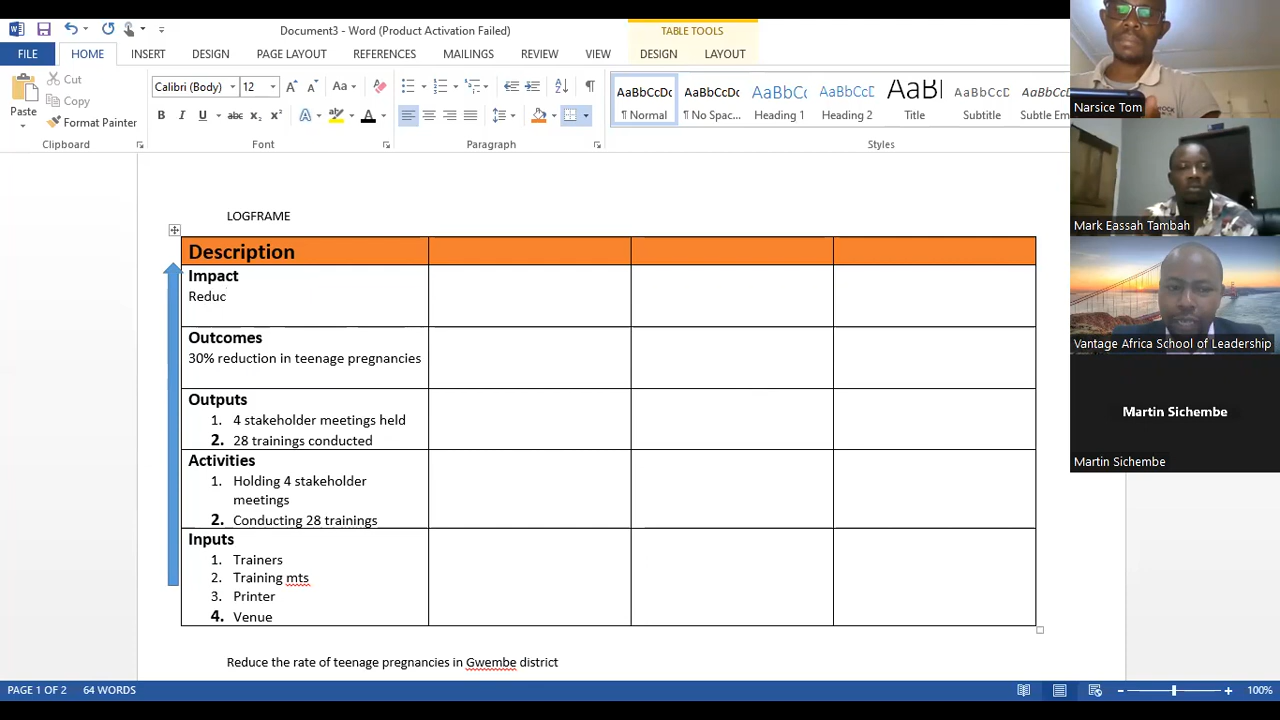 Document3 - Word (Product Activation Failed)
TABLE TOOLS
FILE HOME INSERT DESIGN PAGE LAYOUT REFERENCES MAILINGS REVIEW VIEW DESIGN LAYOUT
Cut
Copy
Format Painter
Paste
Clipboard
Calibri (Body) 12
Font
Paragraph
AaBbCcDc AaBbCcDc AaBbCc AaBbCcDd AaBl AaBbCcDd AaBbCcDd
¶ Normal ¶ No Spac... Heading 1 Heading 2 Title Subtitle Subtle Em
Styles
Narsice Tom
Mark Eassah Tambah
Vantage Africa School of Leadership
Martin Sichembe
Martin Sichembe
LOGFRAME
Description
Impact
Reduc
Outcomes
30% reduction in teenage pregnancies
Outputs
1. 4 stakeholder meetings held
2. 28 trainings conducted
Activities
1. Holding 4 stakeholder
meetings
2. Conducting 28 trainings
Inputs
1. Trainers
2. Training mts
3. Printer
4. Venue
Reduce the rate of teenage pregnancies in Gwembe district
PAGE 1 OF 2 64 WORDS 100%